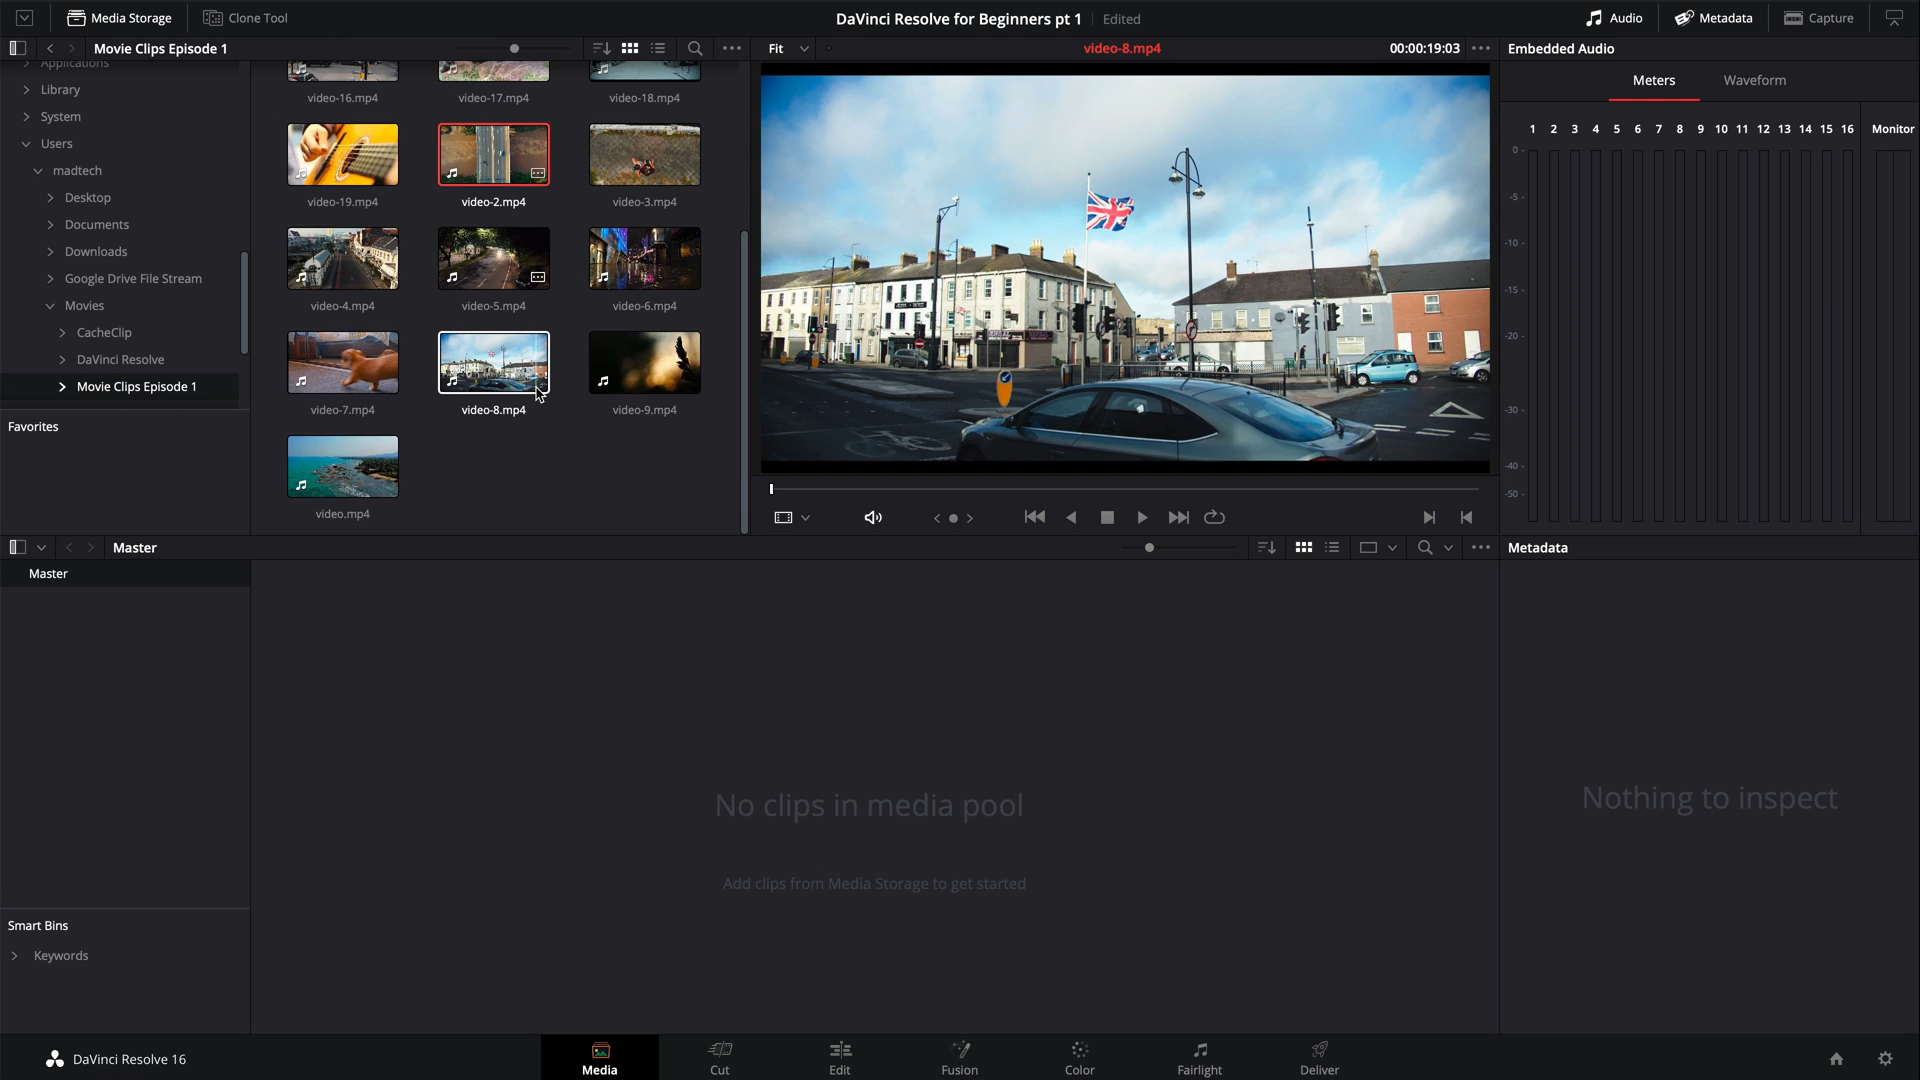 Media Storage
Clone Tool
DaVinci Resolve for Beginners pt 1
Edited
Audio
Metadata
Capture
Movie Clips Episode 1
Fit
video-8.mp4
00:00:19:03
Embedded Audio
Applications
Library
System
Users
madtech
Desktop
Documents
Downloads
Google Drive File Stream
Movies
CacheClip
DaVinci Resolve
Movie Clips Episode 1
Favorites
video-16.mp4
video-17.mp4
video-18.mp4
video-19.mp4
video-2.mp4
video-3.mp4
video-4.mp4
video-5.mp4
video-6.mp4
video-7.mp4
video-8.mp4
video-9.mp4
video.mp4
Meters
Waveform
1 2 3 4 5 6 7 8 9 10 11 12 13 14 15 16 Monitor
0
-5
-10
-15
-20
-30
-40
-50
Master
Metadata
Master
No clips in media pool
Add clips from Media Storage to get started
Nothing to inspect
Smart Bins
Keywords
DaVinci Resolve 16
Media
Cut
Edit
Fusion
Color
Fairlight
Deliver